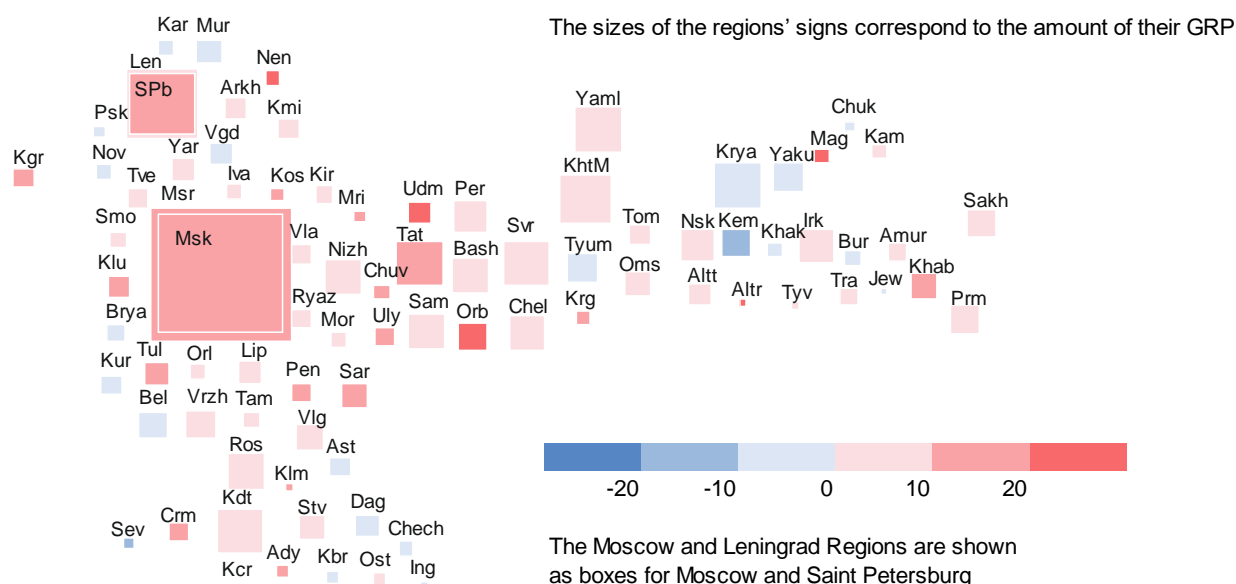 The sizes of the regions' signs correspond to the amount of their GRP
Kar Mur
Len Nen
SPb Arkh Kmi
Psk Vgd
Yaml Chuk
Nov Yar
Kgr
KhtM Krya Yaku Mag Kam
Tve Msr Iva Kos Kir Mri
Udm Per
Smo Msk Vla
Tat Svr
Tom Nsk Kem Khak Irk Sakh
Klu Nizh Chuv
Bash Tyum Oms
Bur Amur
Altt Altr Tyv Tra Jew Khab
Brya Ryaz Mor Uly
Sam Orb Chel Krg
Prm
Kur Tul Orl Lip
Pen Sar
Bel Vrzh Tam
Vlg Ast
Ros Klm
Kdt Stv Dag
Sev Crm Chech
Kcr Ady Kbr Ost Ing
-20 -10 0 10 20
The Moscow and Leningrad Regions are shown
as boxes for Moscow and Saint Petersburg